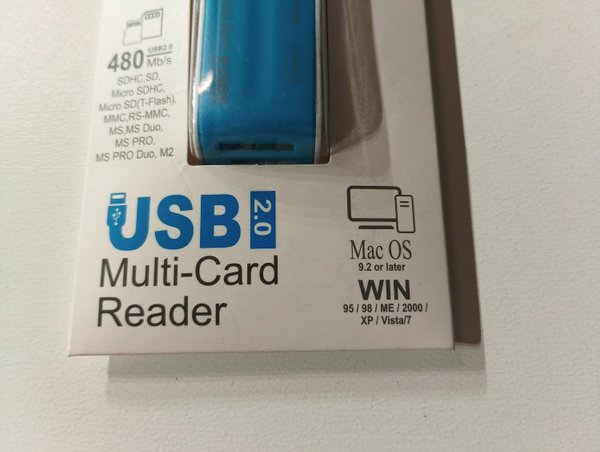 USB2.0
480 Mb/s
SDHC,SD,
Micro SDHC,
Micro SD(T-Flash).
MMC,RS-MMC,
MS,MS Duo,
MS PRO.
MS PRO Duo, M2
USB 2.0
Multi-Card
Reader
Mac OS
9.2 or later
WIN
95 / 98 / ME / 2000 /
XP / Vista/7